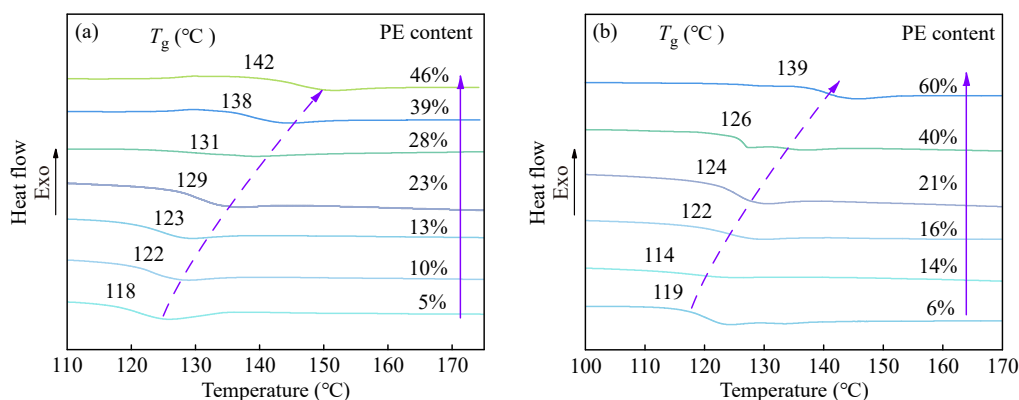 (a)
T_g (℃ )
PE content
142
46%
138
39%
131
28%
129
23%
123
13%
122
10%
118
5%
Heat flow
Exo
110 120 130 140 150 160 170
Temperature (℃)
(b)
T_g (℃ )
PE content
139
60%
126
40%
124
21%
122
16%
114
14%
119
6%
Heat flow
Exo
100 110 120 130 140 150 160 170
Temperature (℃)